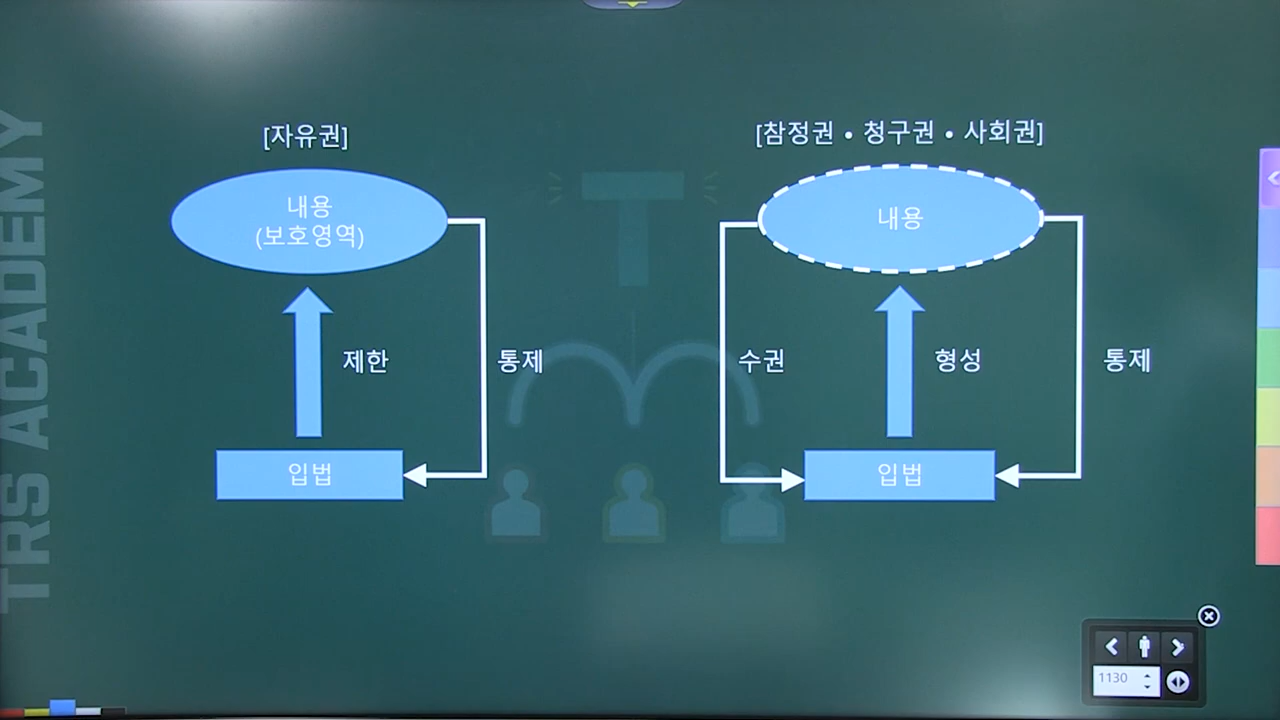 TRS ACADEMY
[자유권]
내용
(보호영역)
제한
통제
입법
[참정권 • 청구권 • 사회권]
내용
수권
형성
통제
입법
1130